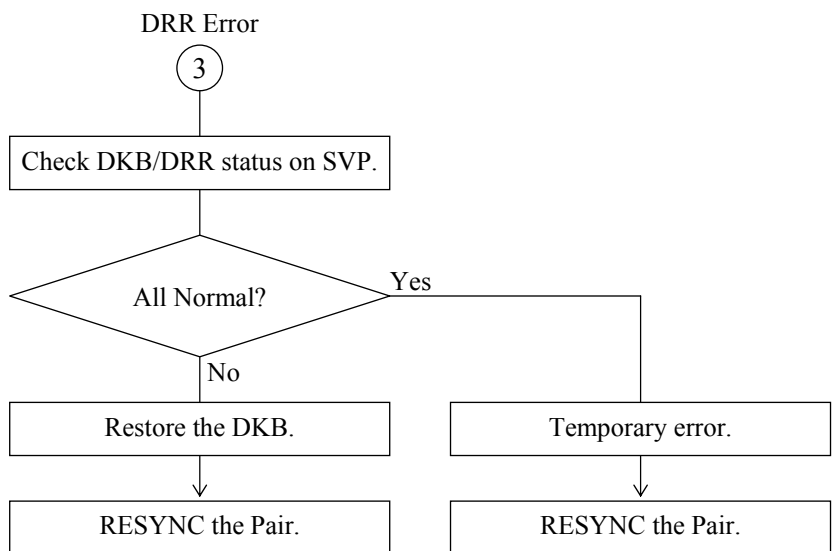 DRR Error
3
Check DKB/DRR status on SVP.
All Normal?
Yes
No
Restore the DKB.
Temporary error.
RESYNC the Pair.
RESYNC the Pair.